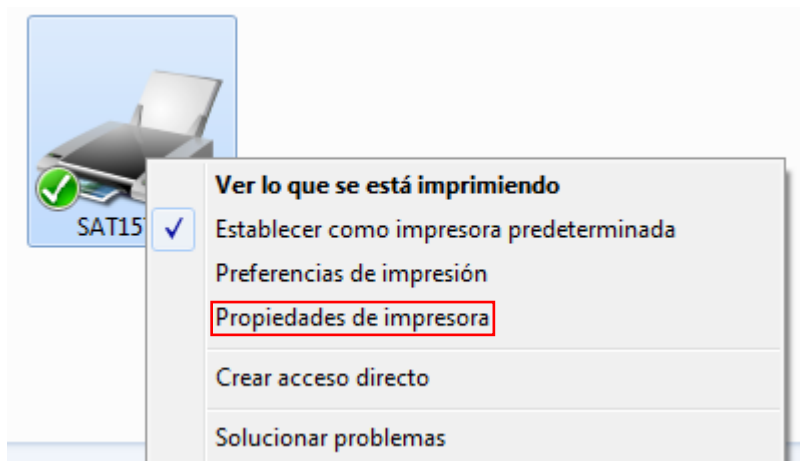 SAT15
Ver lo que se está imprimiendo
Establecer como impresora predeterminada
Preferencias de impresión
Propiedades de impresora
Crear acceso directo
Solucionar problemas